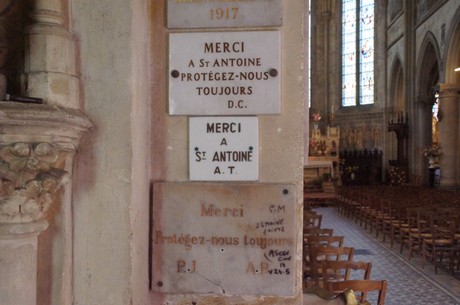 1917
MERCI
A ST ANTOINE
PROTÉGEZ-NOUS
TOUJOURS
D.C.
MERCI
A
ST ANTOINE
A.T.
Merci
Protégez-nous toujours
P.J A.P.